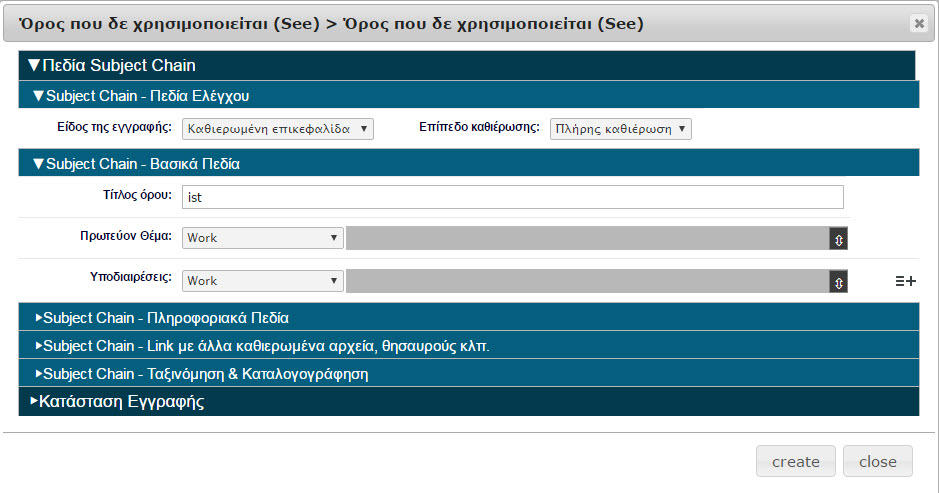 Όρος που δε χρησιμοποιείται (See) > Όρος που δε χρησιμοποιείται (See)
▼Πεδία Subject Chain
▼Subject Chain - Πεδία Ελέγχου
Είδος της εγγραφής: Καθιερωμένη επικεφαλίδα Επίπεδο καθιέρωσης: Πλήρης καθιέρωση
▼Subject Chain - Βασικά Πεδία
Τίτλος όρου: ist
Πρωτεύον Θέμα: Work
Υποδιαιρέσεις: Work
▸Subject Chain - Πληροφοριακά Πεδία
▸Subject Chain - Link με άλλα καθιερωμένα αρχεία, θησαυρούς κλπ.
▸Subject Chain - Ταξινόμηση & Καταλογογράφηση
▸Κατάσταση Εγγραφής
create close